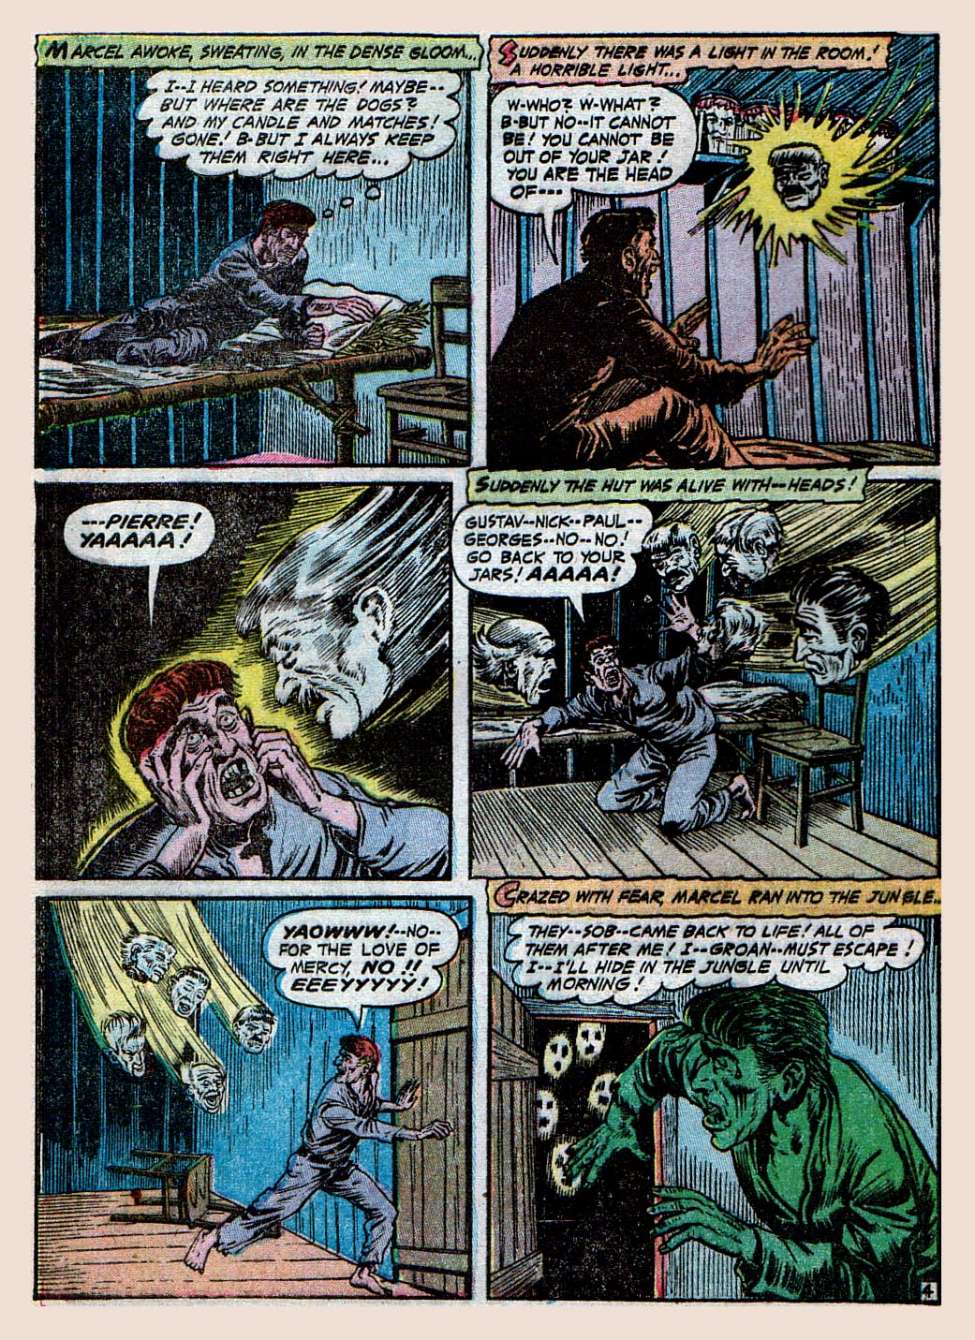 MARCEL AWOKE, SWEATING, IN THE DENSE GLOOM...
I--I HEARD SOMETHING! MAYBE--
BUT WHERE ARE THE DOGS?
AND MY CANDLE AND MATCHES!
GONE! B-BUT I ALWAYS KEEP
THEM RIGHT HERE...
SUDDENLY THERE WAS A LIGHT IN THE ROOM!
A HORRIBLE LIGHT...
W-WHO? W-WHAT?
B-BUT NO--IT CANNOT
BE! YOU CANNOT BE
OUT OF YOUR JAR!
YOU ARE THE HEAD
OF---
---PIERRE!
YAAAAA!
SUDDENLY THE HUT WAS ALIVE WITH--HEADS!
GUSTAV--NICK--PAUL--
GEORGES--NO--NO!
GO BACK TO YOUR
JARS! AAAAA!
YAOWWW!--NO--
FOR THE LOVE OF
MERCY, NO!!
EEEYYYYY!
CRAZED WITH FEAR, MARCEL RAN INTO THE JUNGLE..
THEY--SOB--CAME BACK TO LIFE! ALL OF
THEM AFTER ME! I--GROAN--MUST ESCAPE!
I--I'LL HIDE IN THE JUNGLE UNTIL
MORNING!
4